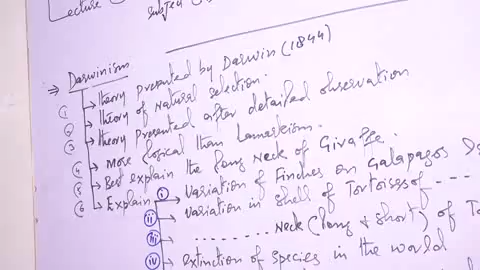 Lecture
subject
⇒ Darwinism
① → theory presented by Darwin (1844)
② → theory of Natural selection.
③ → theory presented after detailed observation
④ → More logical than Lamarckism.
⑤ → Best explain the long Neck of Giraffe.
⑥ → Explain ⓘ → Variation of Finches on Galapagos
ⅱ → Variation in shell of Tortoises of ----
ⅲ → -------- Neck (long & short) of
ⅳ → extinction of species in the world